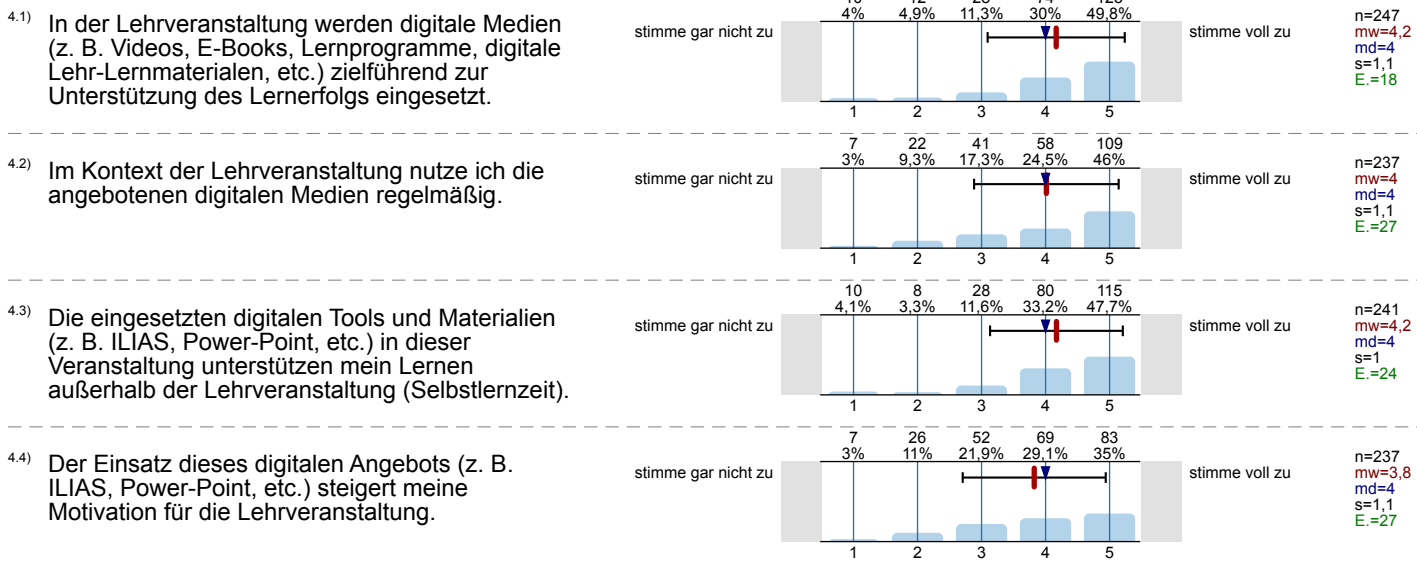 4.1) In der Lehrveranstaltung werden digitale Medien
(z. B. Videos, E-Books, Lernprogramme, digitale
Lehr-Lernmaterialen, etc.) zielführend zur
Unterstützung des Lernerfolgs eingesetzt.
4% 4,9% 11,3% 30% 49,8%
stimme gar nicht zu stimme voll zu
1 2 3 4 5
n=247
mw=4,2
md=4
s=1,1
E.=18
4.2) Im Kontext der Lehrveranstaltung nutze ich die
angebotenen digitalen Medien regelmäßig.
7 22 41 58 109
3% 9,3% 17,3% 24,5% 46%
stimme gar nicht zu stimme voll zu
1 2 3 4 5
n=237
mw=4
md=4
s=1,1
E.=27
4.3) Die eingesetzten digitalen Tools und Materialien
(z. B. ILIAS, Power-Point, etc.) in dieser
Veranstaltung unterstützen mein Lernen
außerhalb der Lehrveranstaltung (Selbstlernzeit).
10 8 28 80 115
4,1% 3,3% 11,6% 33,2% 47,7%
stimme gar nicht zu stimme voll zu
1 2 3 4 5
n=241
mw=4,2
md=4
s=1
E.=24
4.4) Der Einsatz dieses digitalen Angebots (z. B.
ILIAS, Power-Point, etc.) steigert meine
Motivation für die Lehrveranstaltung.
7 26 52 69 83
3% 11% 21,9% 29,1% 35%
stimme gar nicht zu stimme voll zu
1 2 3 4 5
n=237
mw=3,8
md=4
s=1,1
E.=27